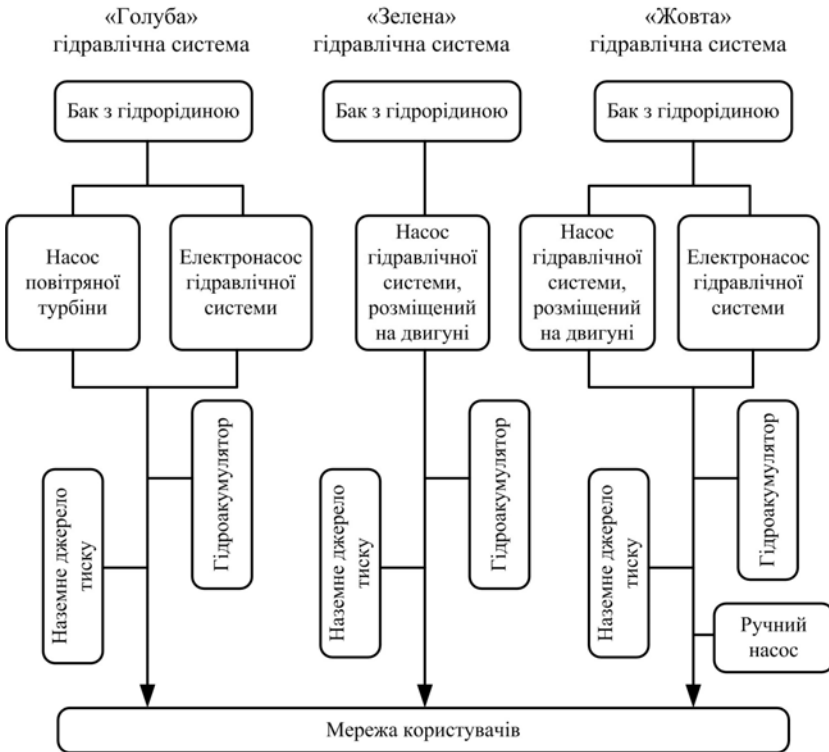 «Голуба»
гідравлічна система
«Зелена»
гідравлічна система
«Жовта»
гідравлічна система
Бак з гідрорідиною
Бак з гідрорідиною
Бак з гідрорідиною
Насос
повітряної
турбіни
Електронасос
гідравлічної
системи
Насос
гідравлічної
системи,
розміщений
на двигуні
Насос
гідравлічної
системи,
розміщений
на двигуні
Електронасос
гідравлічної
системи
Наземне джерело
тиску
Гідроакумулятор
Наземне джерело
тиску
Гідроакумулятор
Наземне джерело
тиску
Гідроакумулятор
Ручний
насос
Мережа користувачів